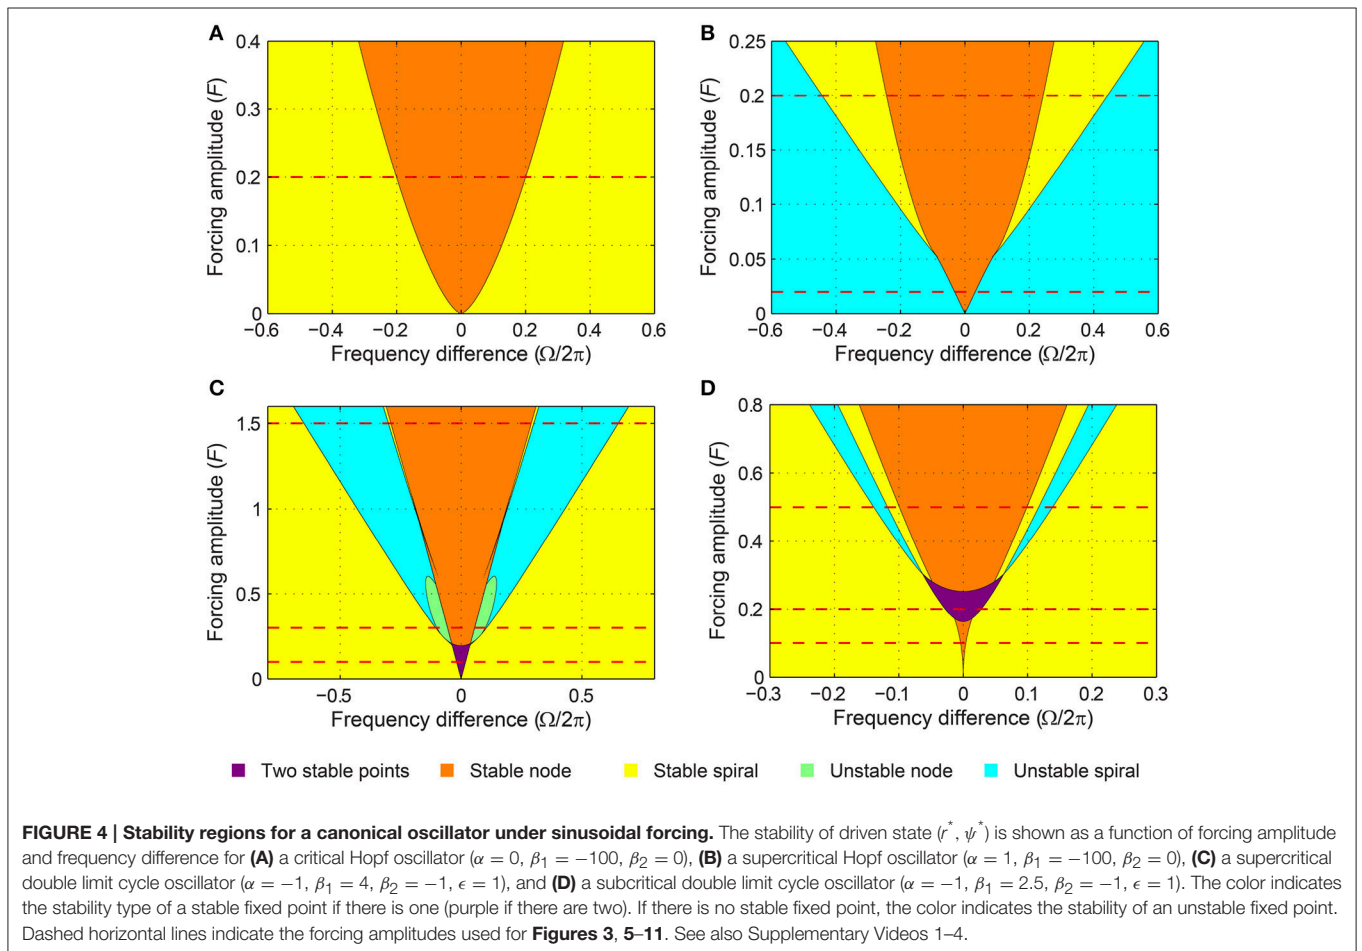 A
0.4
0.3
0.2
0.1
0
Forcing amplitude (F)
−0.6 −0.4 −0.2 0 0.2 0.4 0.6
Frequency difference (Ω/2π)
B
0.25
0.2
0.15
0.1
0.05
0
Forcing amplitude (F)
−0.6 −0.4 −0.2 0 0.2 0.4 0.6
Frequency difference (Ω/2π)
C
1.5
1
0.5
0
Forcing amplitude (F)
−0.5 0 0.5
Frequency difference (Ω/2π)
D
0.8
0.6
0.4
0.2
0
Forcing amplitude (F)
−0.3 −0.2 −0.1 0 0.1 0.2 0.3
Frequency difference (Ω/2π)
Two stable points Stable node Stable spiral Unstable node Unstable spiral
FIGURE 4 | Stability regions for a canonical oscillator under sinusoidal forcing. The stability of driven state (r*, ψ*) is shown as a function of forcing amplitude
and frequency difference for (A) a critical Hopf oscillator (α = 0, β₁ = −100, β₂ = 0), (B) a supercritical Hopf oscillator (α = 1, β₁ = −100, β₂ = 0), (C) a supercritical
double limit cycle oscillator (α = −1, β₁ = 4, β₂ = −1, ϵ = 1), and (D) a subcritical double limit cycle oscillator (α = −1, β₁ = 2.5, β₂ = −1, ϵ = 1). The color indicates
the stability type of a stable fixed point if there is one (purple if there are two). If there is no stable fixed point, the color indicates the stability of an unstable fixed point.
Dashed horizontal lines indicate the forcing amplitudes used for Figures 3, 5–11. See also Supplementary Videos 1–4.